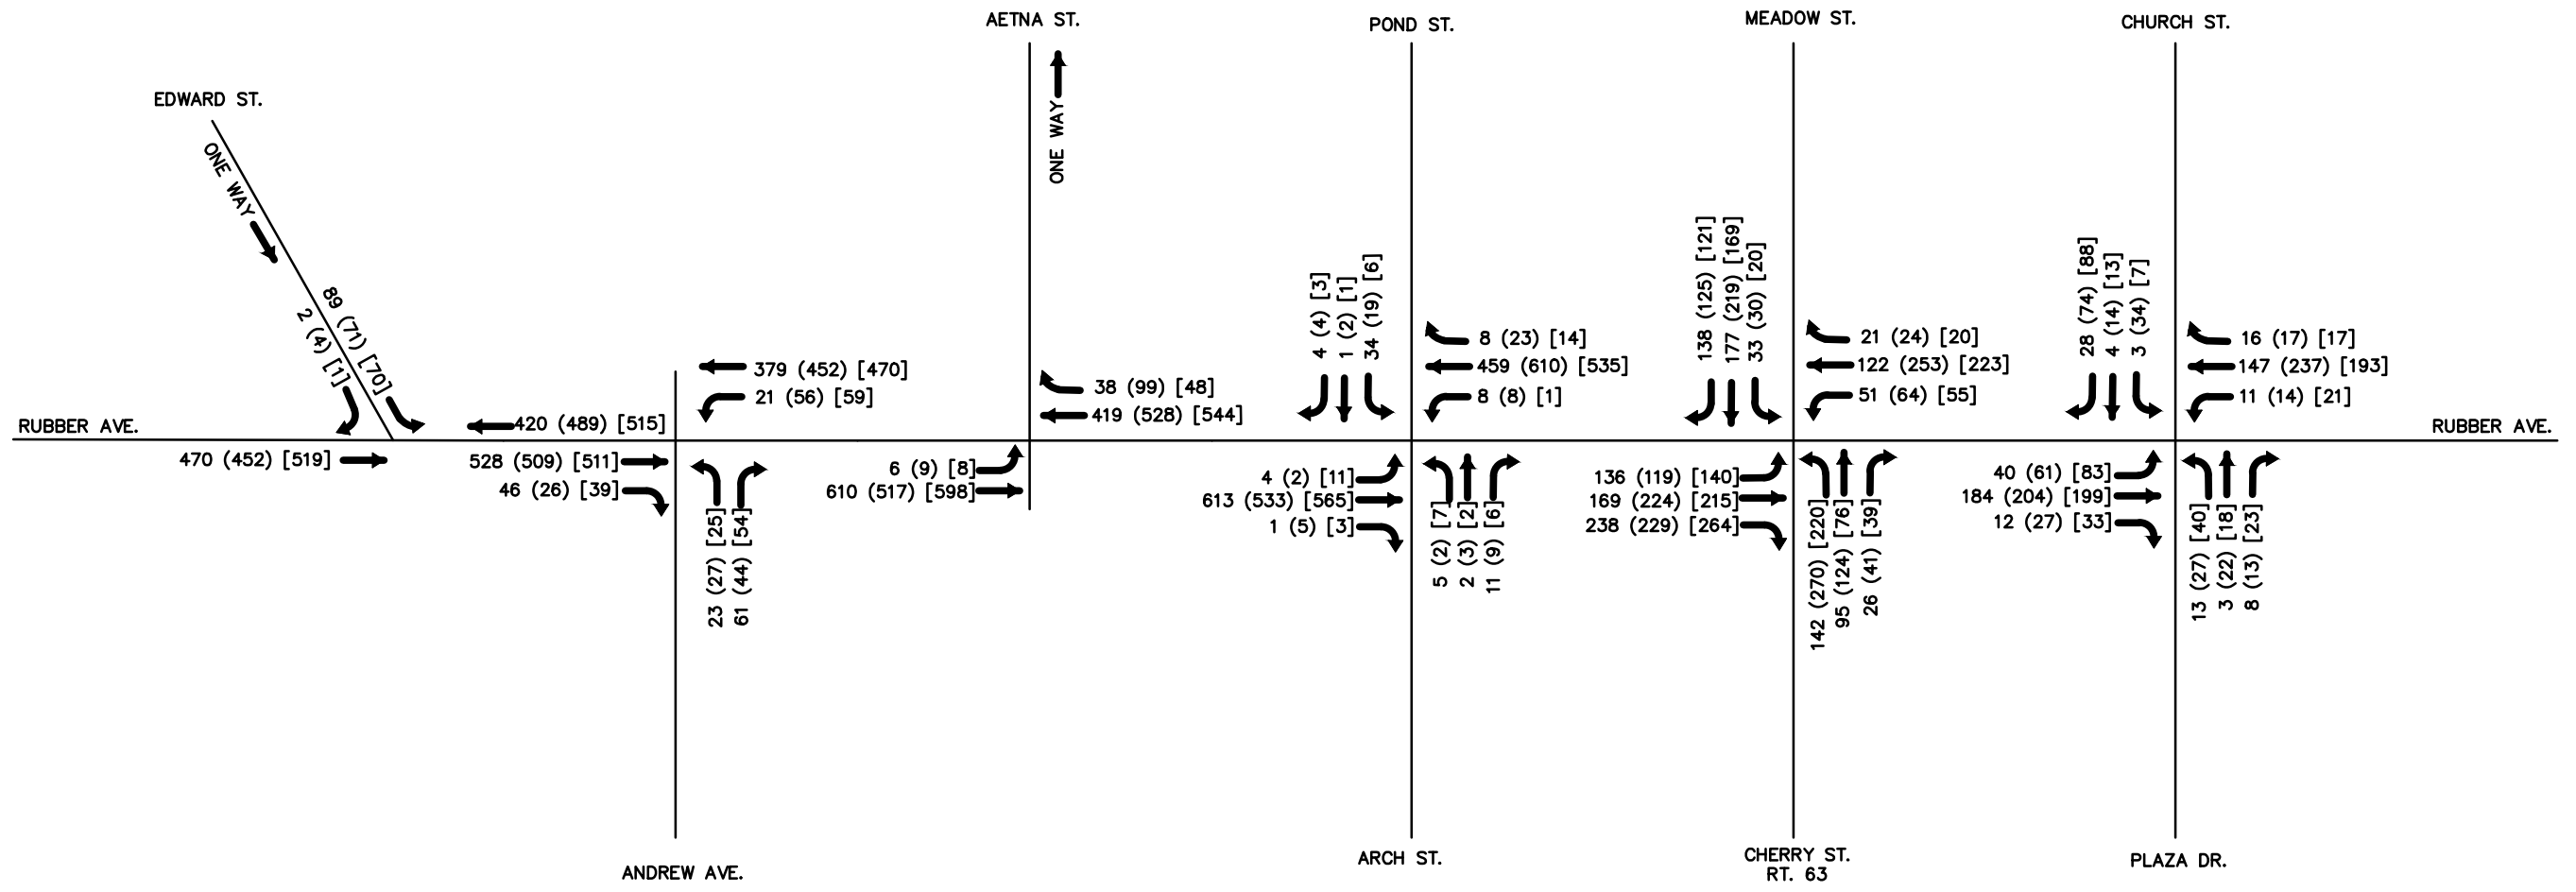 AETNA ST.
POND ST.
MEADOW ST.
CHURCH ST.
EDWARD ST.
ONE WAY
ONE WAY
89 (71) [70]
2 (4) [1]
RUBBER AVE.
470 (452) [519]
420 (489) [515]
528 (509) [511]
46 (26) [39]
379 (452) [470]
21 (56) [59]
23 (27) [25]
61 (44) [54]
ANDREW AVE.
38 (99) [48]
419 (528) [544]
6 (9) [8]
610 (517) [598]
4 (4) [3]
1 (2) [1]
34 (19) [6]
8 (23) [14]
459 (610) [535]
8 (8) [1]
4 (2) [11]
613 (533) [565]
1 (5) [3]
5 (2) [7]
2 (3) [2]
11 (9) [6]
ARCH ST.
138 (125) [121]
177 (219) [169]
33 (30) [20]
21 (24) [20]
122 (253) [223]
51 (64) [55]
136 (119) [140]
169 (224) [215]
238 (229) [264]
142 (270) [220]
95 (124) [76]
26 (41) [39]
CHERRY ST.
RT. 63
28 (74) [88]
4 (14) [13]
3 (34) [7]
16 (17) [17]
147 (237) [193]
11 (14) [21]
RUBBER AVE.
40 (61) [83]
184 (204) [199]
12 (27) [33]
13 (27) [40]
3 (22) [18]
8 (13) [23]
PLAZA DR.